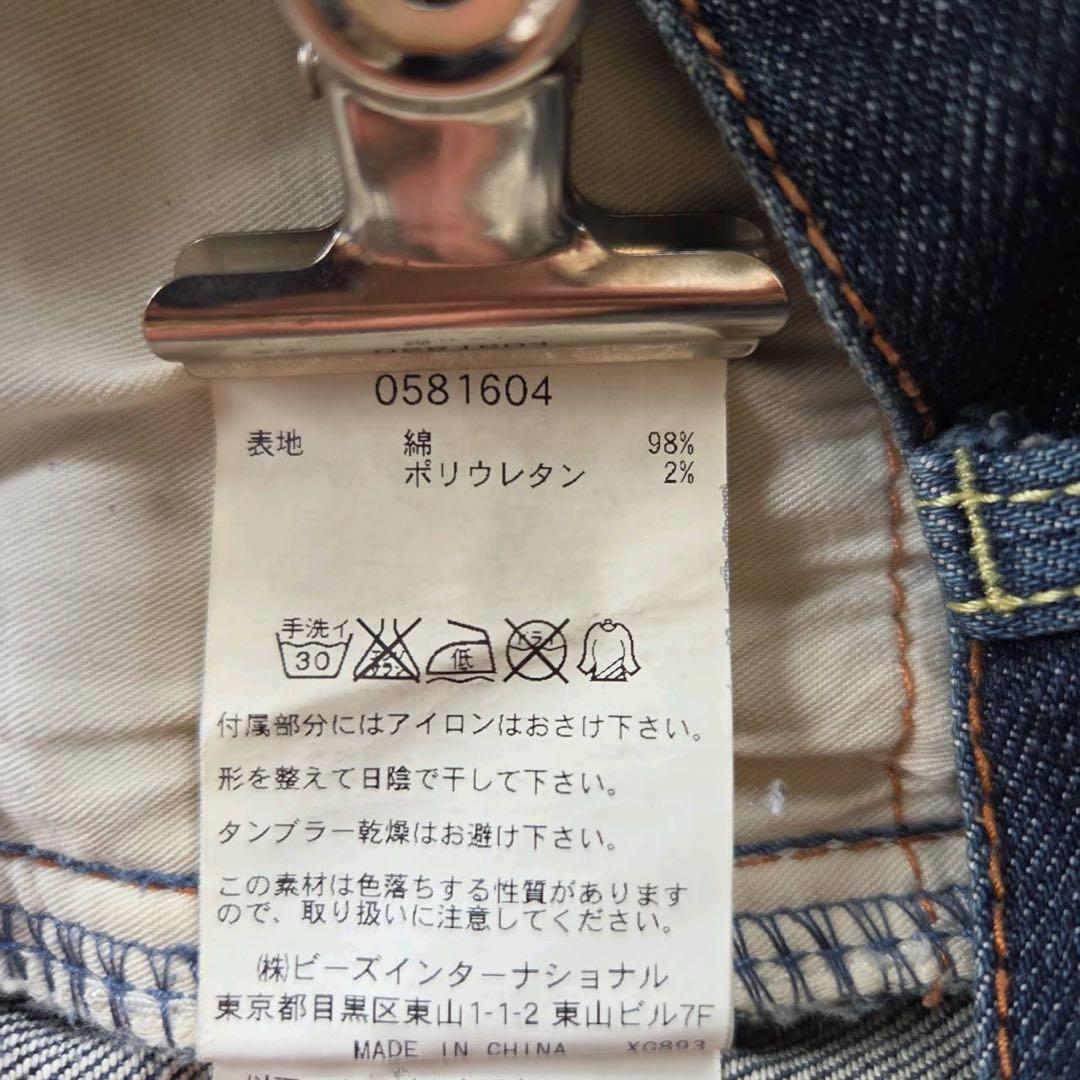 0581604
表地 綿 98%
ポリウレタン 2%
手洗イ
30
低
付属部分にはアイロンはおさけ下さい。
形を整えて日陰で干して下さい。
タンブラー乾燥はお避け下さい。
この素材は色落ちする性質があります
ので、取り扱いに注意してください。
㈱ビーズインターナショナル
東京都目黒区東山1-1-2 東山ビル7F
MADE IN CHINA XG893